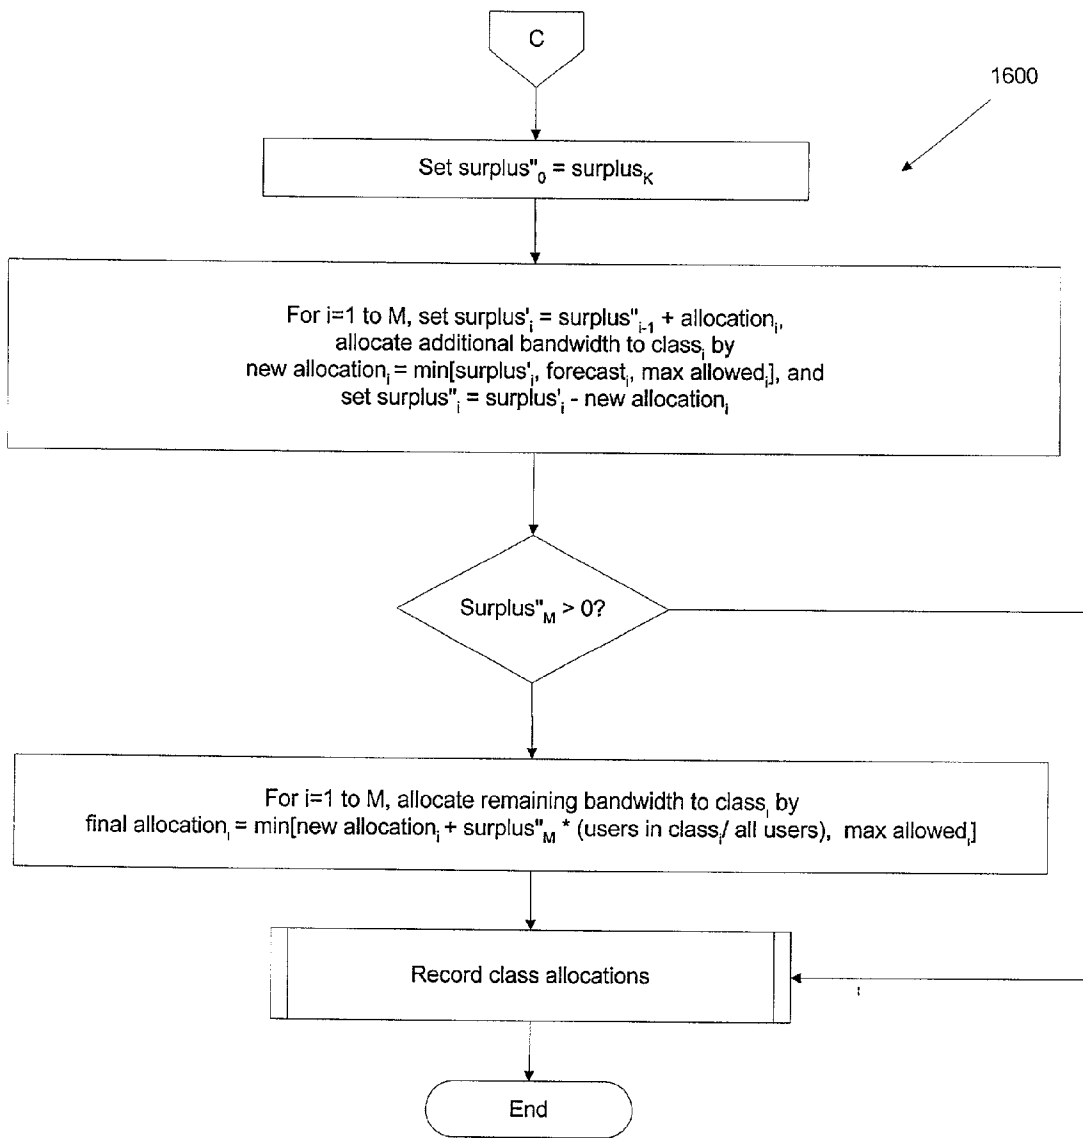 C
1600
Set surplus"₀ = surplusK
For i=1 to M, set surplus'ᵢ = surplus"ᵢ₋₁ + allocationᵢ,
allocate additional bandwidth to classᵢ by
new allocationᵢ = min[surplus'ᵢ, forecastᵢ, max allowedᵢ], and
set surplus"ᵢ = surplus'ᵢ - new allocationᵢ
Surplus"M > 0?
For i=1 to M, allocate remaining bandwidth to classᵢ by
final allocationᵢ = min[new allocationᵢ + surplus"M * (users in classᵢ/ all users), max allowedᵢ]
Record class allocations
End